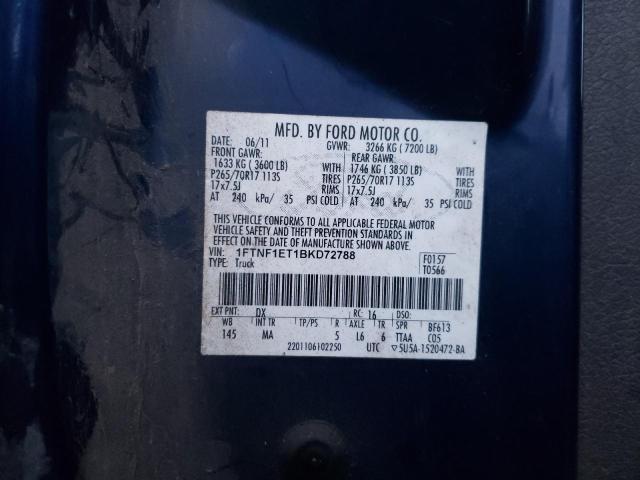 MFD. BY FORD MOTOR CO.
DATE: 06/11 GVWR: 3266 KG ( 7200 LB)
FRONT GAWR: REAR GAWR:
1633 KG ( 3600 LB) WITH 1746 KG ( 3850 LB) WITH
P265/70R17 113S TIRES P265/70R17 113S TIRES
17x7.5J RIMS 17x7.5J RIMS
AT 240 kPa/ 35 PSI COLD AT 240 kPa/ 35 PSI COLD
THIS VEHICLE CONFORMS TO ALL APPLICABLE FEDERAL MOTOR
VEHICLE SAFETY AND THEFT PREVENTION STANDARDS IN
EFFECT ON THE DATE OF MANUFACTURE SHOWN ABOVE.
VIN: 1FTNF1ET1BKD72788 F0157
TYPE: Truck T0566
EXT PNT: DX RC: 16 DSO:
WB INT TR TP/PS R AXLE TR SPR BF613
145 MA 5 L6 6 TTAA C05
2201106102250 UTC ▽5U5A-1520472-BA